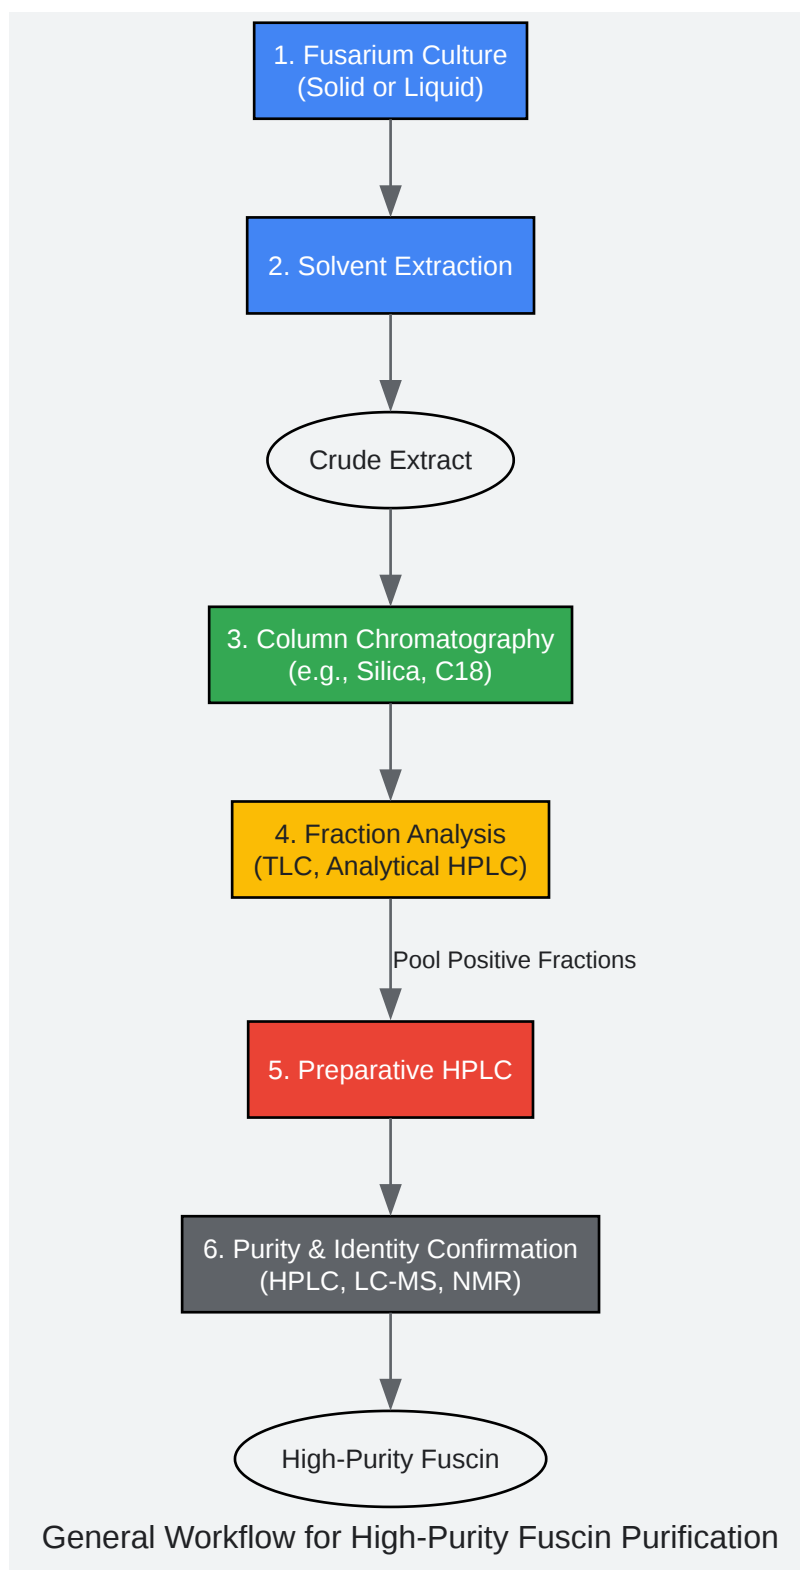 1. Fusarium Culture
(Solid or Liquid)
2. Solvent Extraction
Crude Extract
3. Column Chromatography
(e.g., Silica, C18)
4. Fraction Analysis
(TLC, Analytical HPLC)
Pool Positive Fractions
5. Preparative HPLC
6. Purity & Identity Confirmation
(HPLC, LC-MS, NMR)
High-Purity Fuscin
General Workflow for High-Purity Fuscin Purification